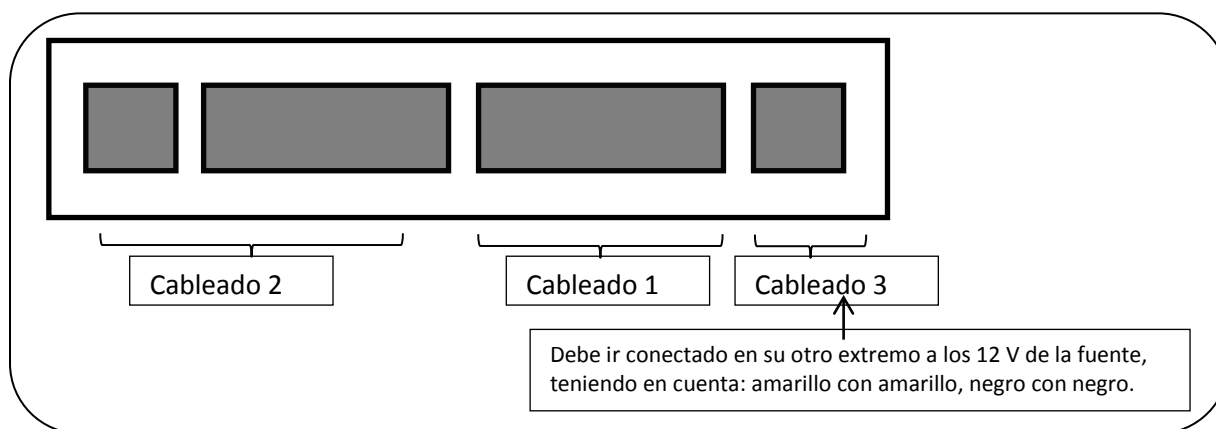 Cableado 2
Cableado 1
Cableado 3
Debe ir conectado en su otro extremo a los 12 V de la fuente,
teniendo en cuenta: amarillo con amarillo, negro con negro.